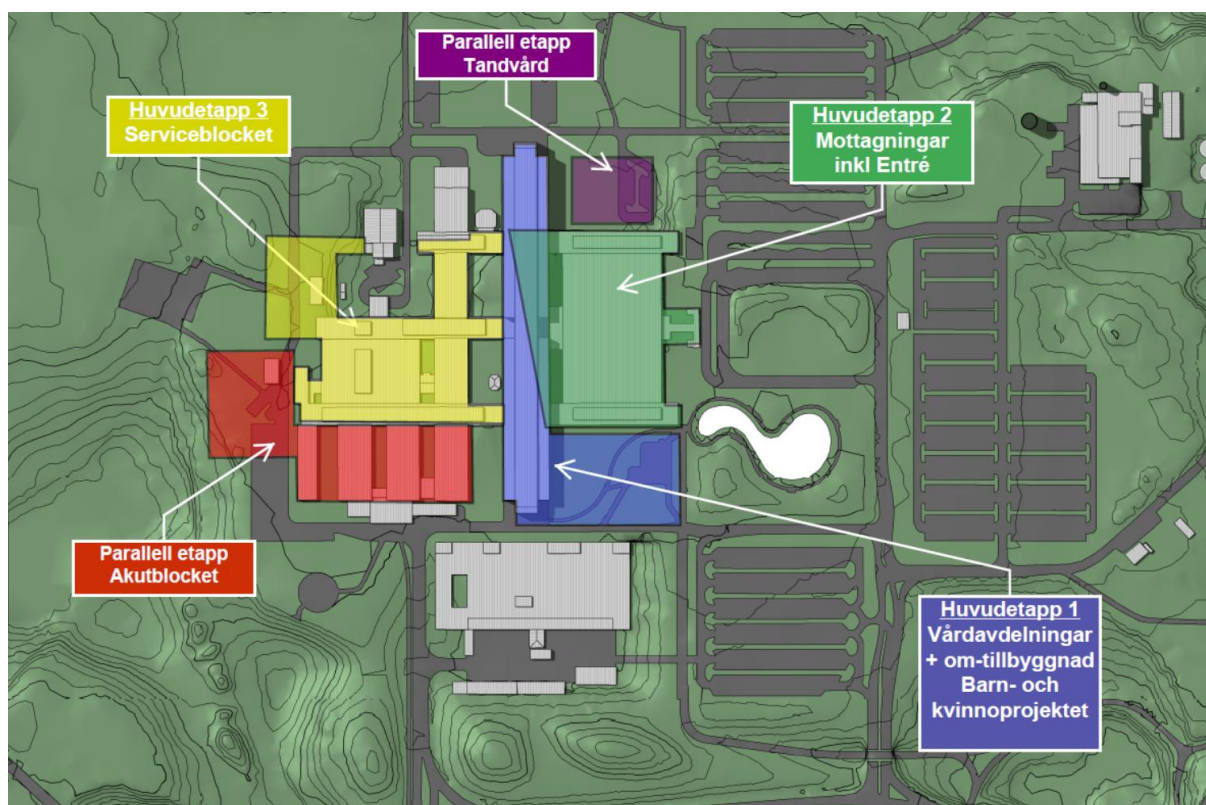 Parallell etapp
Tandvård
Huvudetapp 3
Serviceblocket
Huvudetapp 2
Mottagningar
inkl Entré
Parallell etapp
Akutblocket
Huvudetapp 1
Vårdavdelningar
+ om-tillbyggnad
Barn- och
kvinnoprojektet